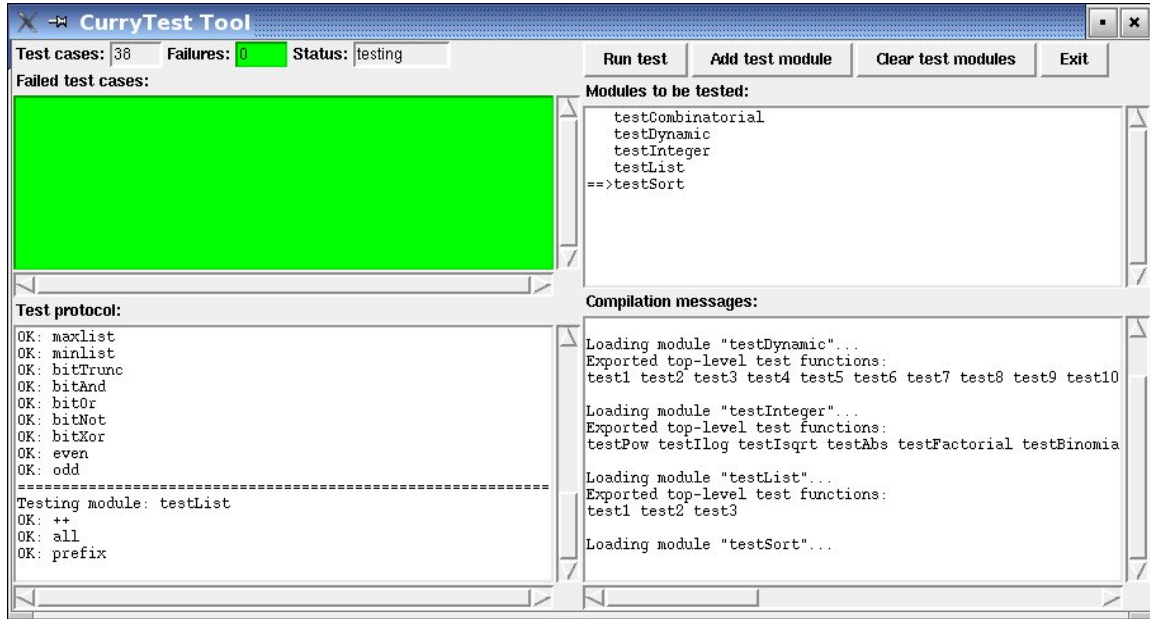 CurryTest Tool
Test cases: 38 Failures: 0 Status: testing
Run test Add test module Clear test modules Exit
Failed test cases:
Modules to be tested:
testCombinatorial
testDynamic
testInteger
testList
==>testSort
Test protocol:
OK: maxlist
OK: minlist
OK: bitTrunc
OK: bitAnd
OK: bitOr
OK: bitNot
OK: bitXor
OK: even
OK: odd
================================================================
Testing module: testList
OK: ++
OK: all
OK: prefix
Compilation messages:
Loading module "testDynamic"...
Exported top-level test functions:
test1 test2 test3 test4 test5 test6 test7 test8 test9 test10
Loading module "testInteger"...
Exported top-level test functions:
testPow testIlog testIsqrt testAbs testFactorial testBinomia
Loading module "testList"...
Exported top-level test functions:
test1 test2 test3
Loading module "testSort"...